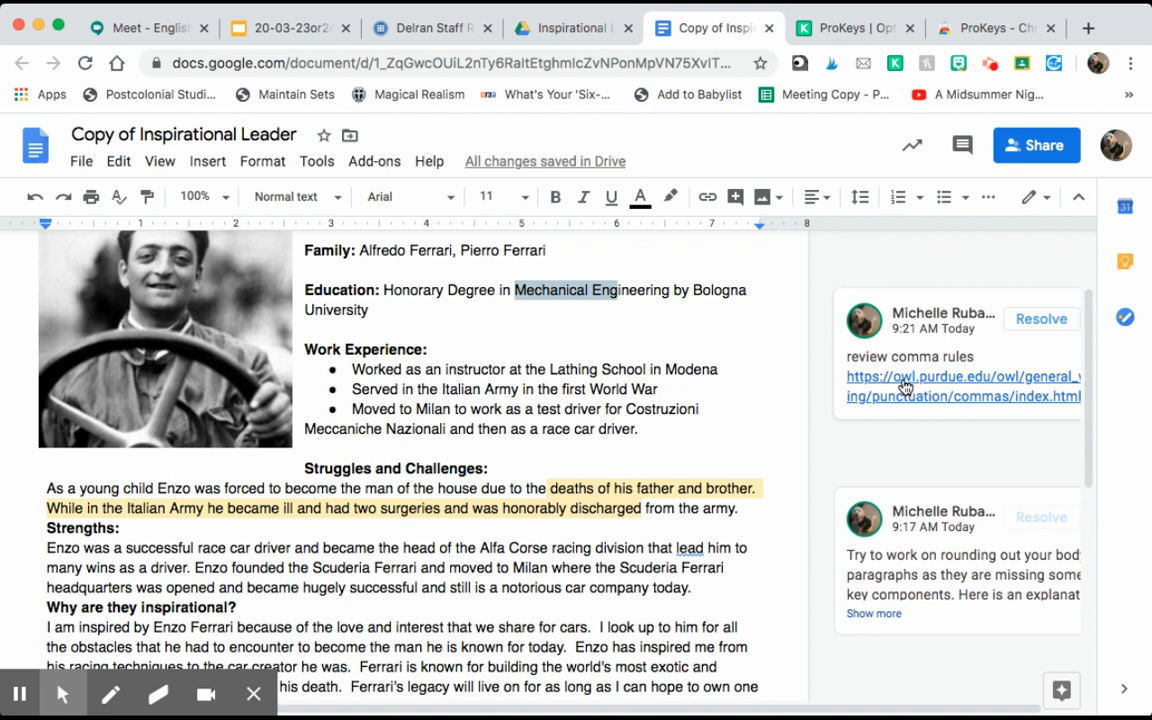 Meet - Englis
20-03-23or2
Delran Staff R
Inspirational L
Copy of Inspi
ProKeys | Opt
ProKeys - Chr
docs.google.com/document/d/1_ZqGwcOUiL2nTy6RaltEtghmIcZvNPonMpVN75XvIT...
Apps
Postcolonial Studi...
Maintain Sets
Magical Realism
What's Your 'Six-...
Add to Babylist
Meeting Copy - P...
A Midsummer Nig...
»
Copy of Inspirational Leader
File Edit View Insert Format Tools Add-ons Help All changes saved in Drive
Share
100% Normal text Arial 11 B I U A
1 2 3 4 5 6 7 8
31
Family: Alfredo Ferrari, Pierro Ferrari
Education: Honorary Degree in Mechanical Engineering by Bologna
University
Work Experience:
● Worked as an instructor at the Lathing School in Modena
● Served in the Italian Army in the first World War
● Moved to Milan to work as a test driver for Costruzioni
Meccaniche Nazionali and then as a race car driver.
Struggles and Challenges:
As a young child Enzo was forced to become the man of the house due to the deaths of his father and brother.
While in the Italian Army he became ill and had two surgeries and was honorably discharged from the army.
Strengths:
Enzo was a successful race car driver and became the head of the Alfa Corse racing division that lead him to
many wins as a driver. Enzo founded the Scuderia Ferrari and moved to Milan where the Scuderia Ferrari
headquarters was opened and became hugely successful and still is a notorious car company today.
Why are they inspirational?
I am inspired by Enzo Ferrari because of the love and interest that we share for cars. I look up to him for all
the obstacles that he had to encounter to become the man he is known for today. Enzo has inspired me from
his racing techniques to the car creator he was. Ferrari is known for building the world's most exotic and
his death. Ferrari's legacy will live on for as long as I can hope to own one
Michelle Ruba...
9:21 AM Today
Resolve
review comma rules
https://owl.purdue.edu/owl/general_
ing/punctuation/commas/index.html
Michelle Ruba...
9:17 AM Today
Resolve
Try to work on rounding out your body
paragraphs as they are missing some
key components. Here is an explanat
Show more